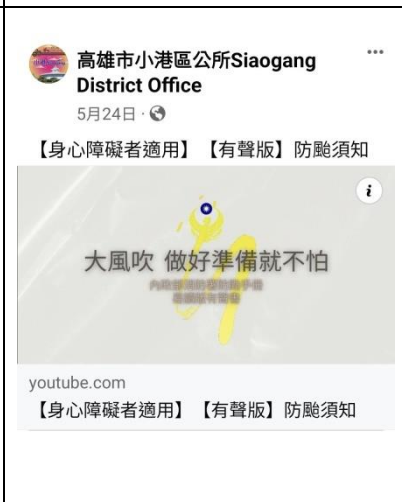 高雄市小港區公所Siaogang
District Office
5月24日
【身心障礙者適用】【有聲版】防颱須知
大風吹 做好準備就不怕
youtube.com
【身心障礙者適用】【有聲版】防颱須知